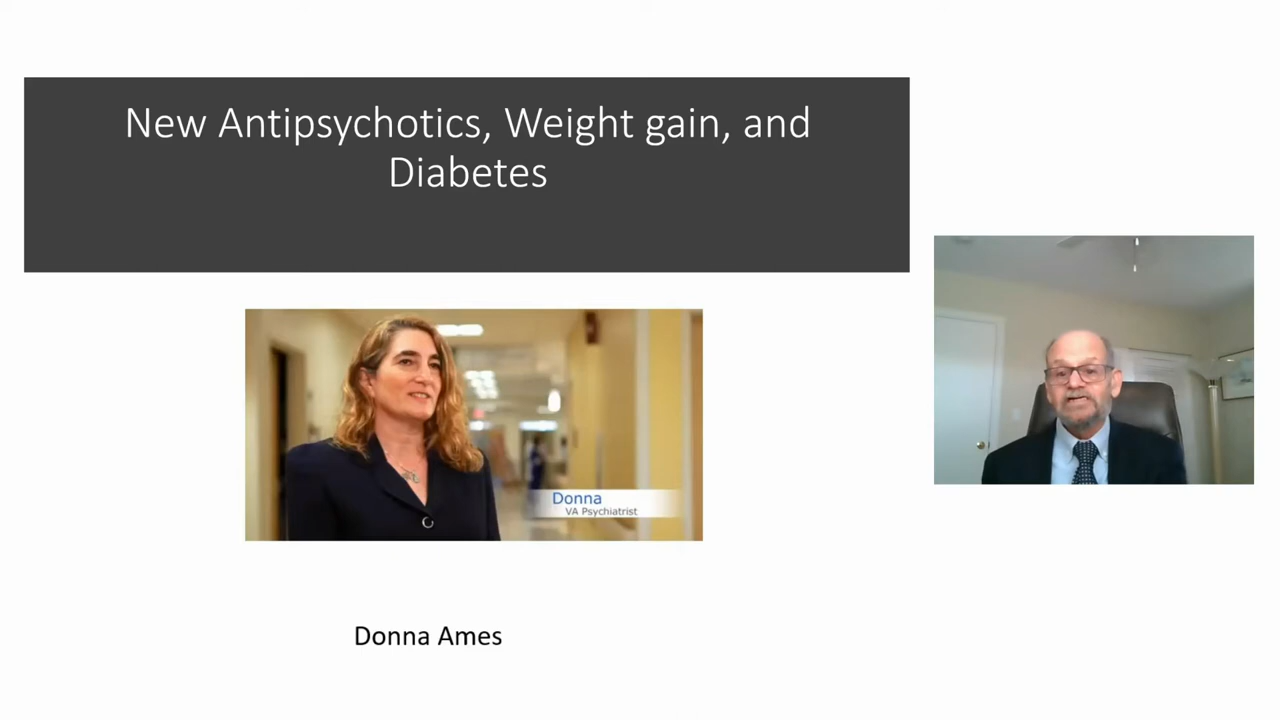 New Antipsychotics, Weight gain, and
Diabetes
Donna
VA Psychiatrist
Donna Ames